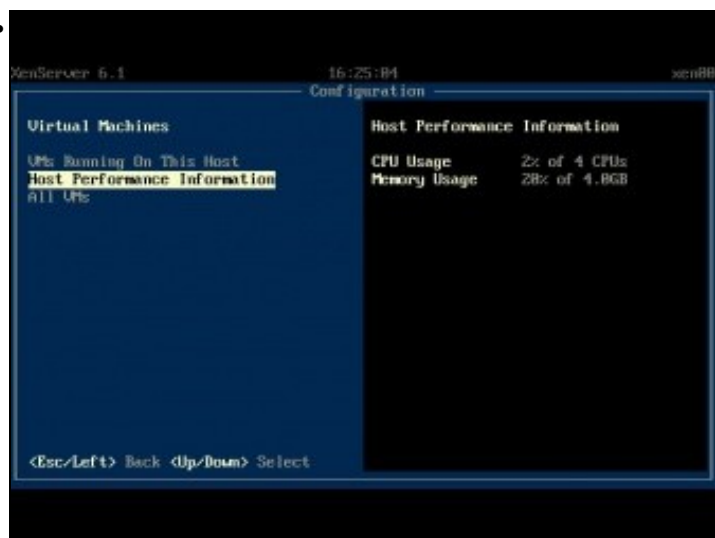 XenServer 6.1 16:25:04 xen00
Configuration
Virtual Machines
VMs Running On This Host
Host Performance Information
All VMs
Host Performance Information
CPU Usage 2% of 4 CPUs
Memory Usage 20% of 4.0GB
<Esc/Left> Back <Up/Down> Select